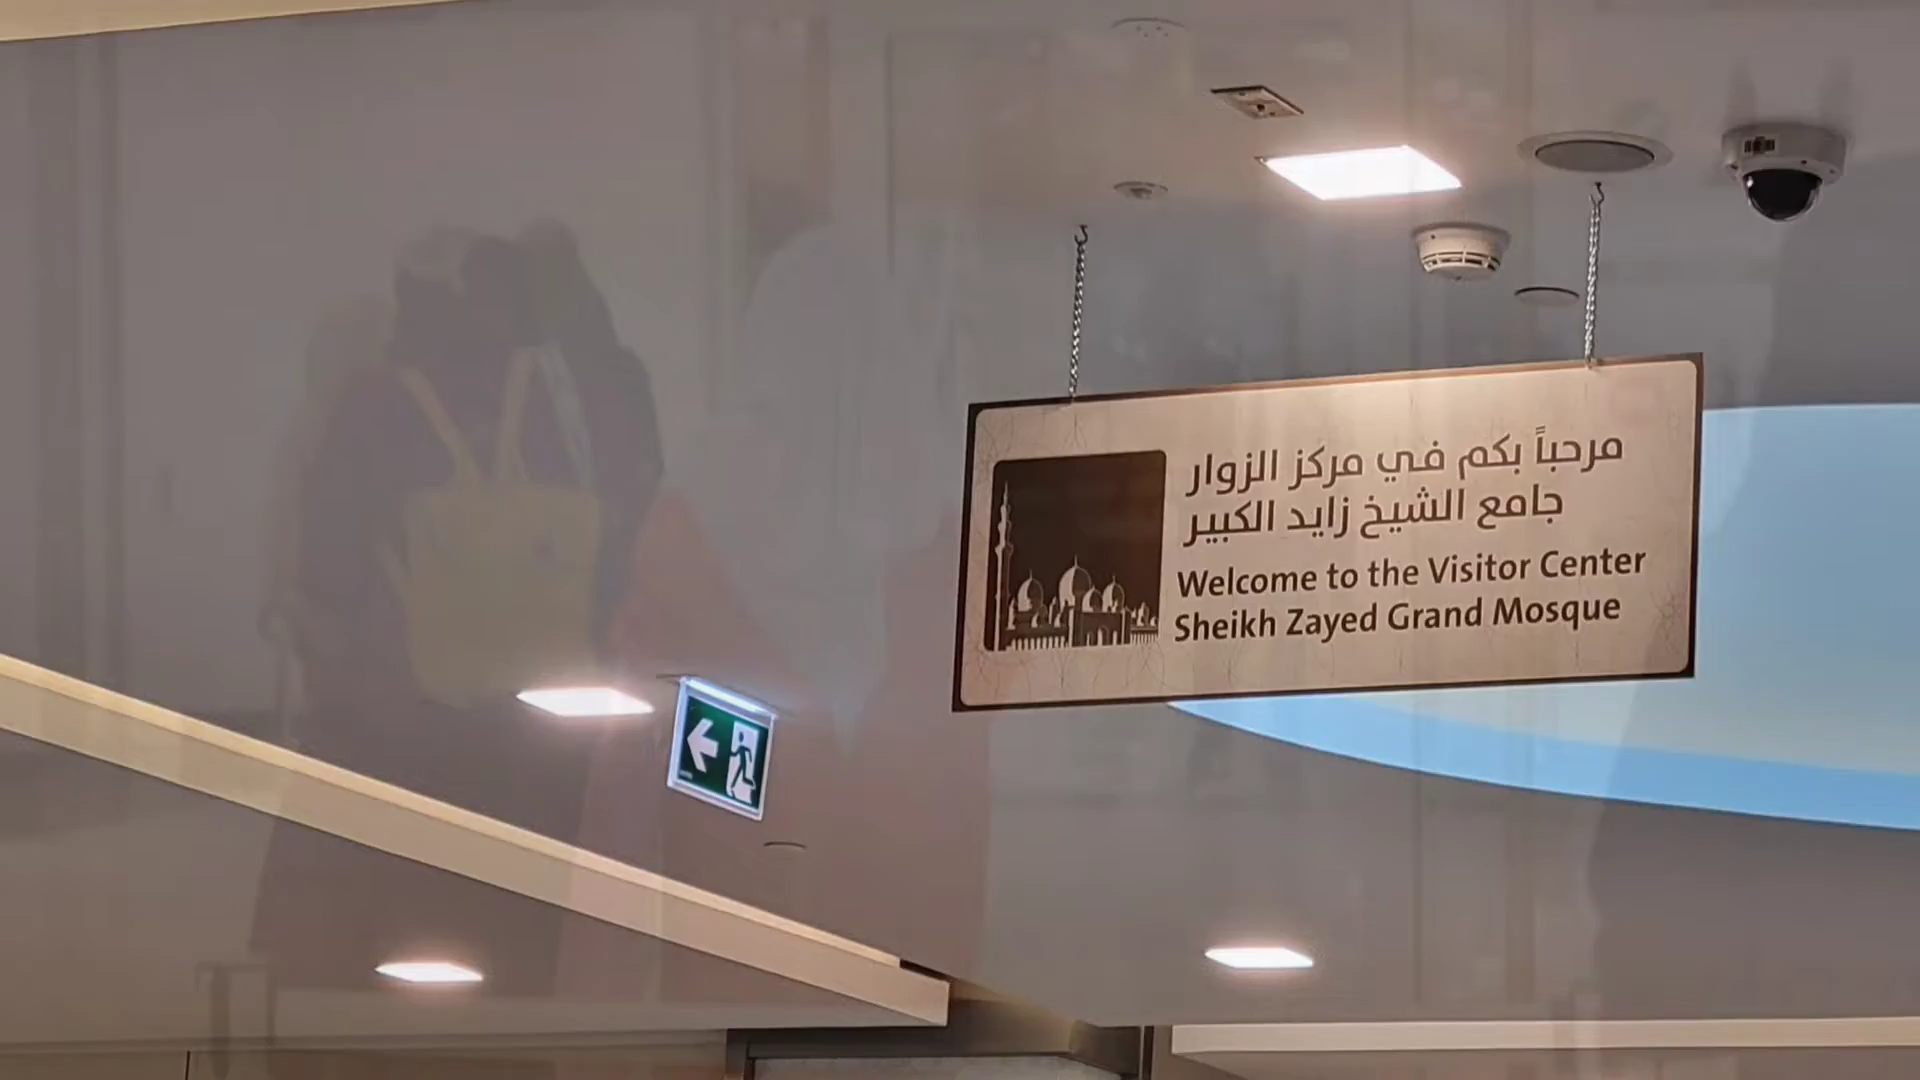 مرحباً بكم في مركز الزوار
جامع الشيخ زايد الكبير
Welcome to the Visitor Center
Sheikh Zayed Grand Mosque